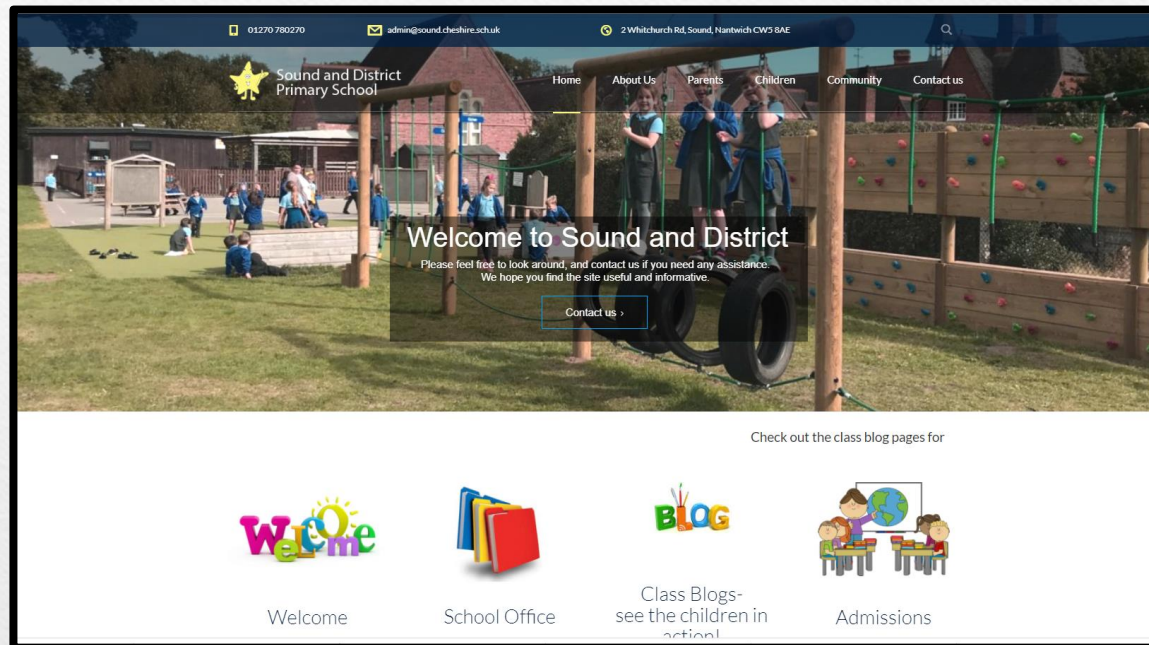 01270 780270
admin@sound.cheshire.sch.uk
2 Whitchurch Rd, Sound, Nantwich CW5 8AE
Sound and District
Primary School
Home
About Us
Parents
Children
Community
Contact us
Welcome to Sound and District
Please feel free to look around, and contact us if you need any assistance.
We hope you find the site useful and informative.
Contact us ›
Check out the class blog pages for
WeLCOme
BLOG
Welcome
School Office
Class Blogs-
see the children in
action!
Admissions